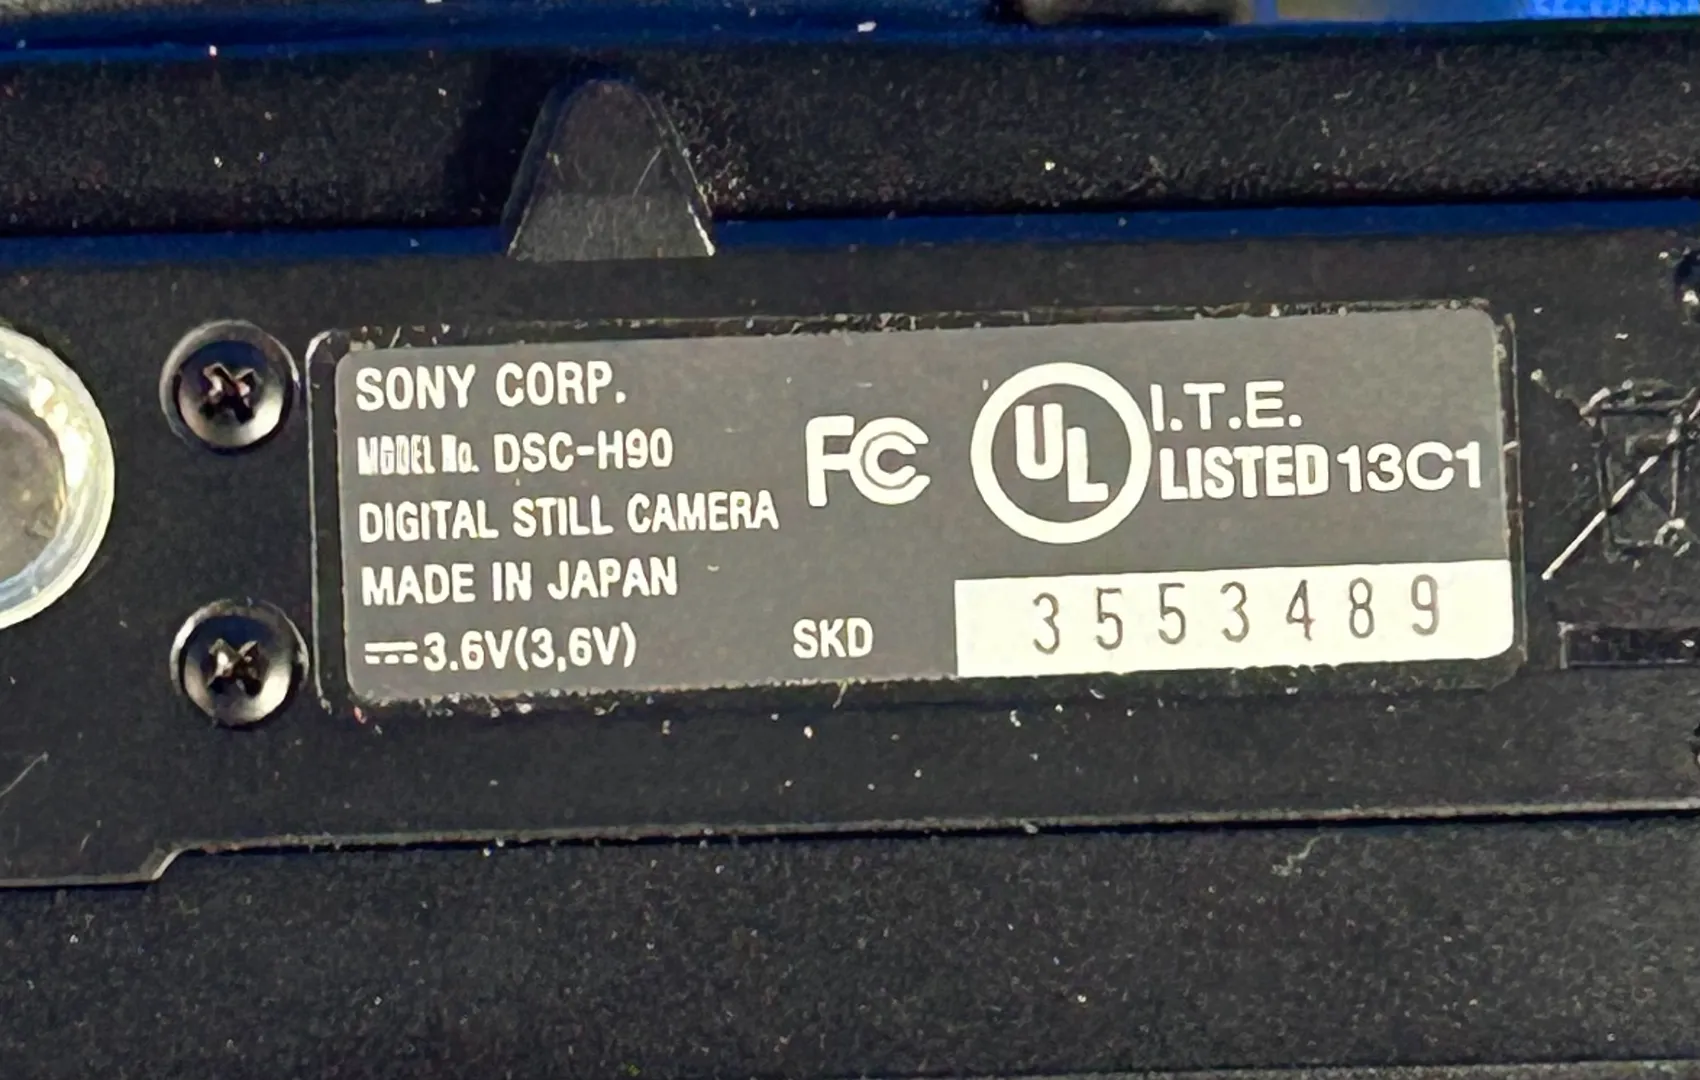 SONY CORP.
MODEL No. DSC-H90
DIGITAL STILL CAMERA
MADE IN JAPAN
⎓3.6V(3,6V)
SKD
FC
UL
I.T.E.
LISTED 13C1
3553489